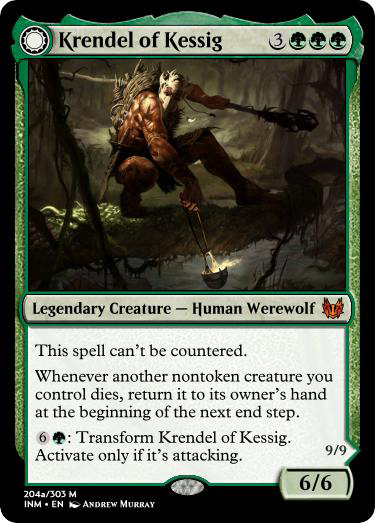 Krendel of Kessig 3
Legendary Creature — Human Werewolf
This spell can't be countered.
Whenever another nontoken creature you
control dies, return it to its owner's hand
at the beginning of the next end step.
6 : Transform Krendel of Kessig.
Activate only if it's attacking.
9/9
6/6
204a/303 M
INM • EN Andrew Murray